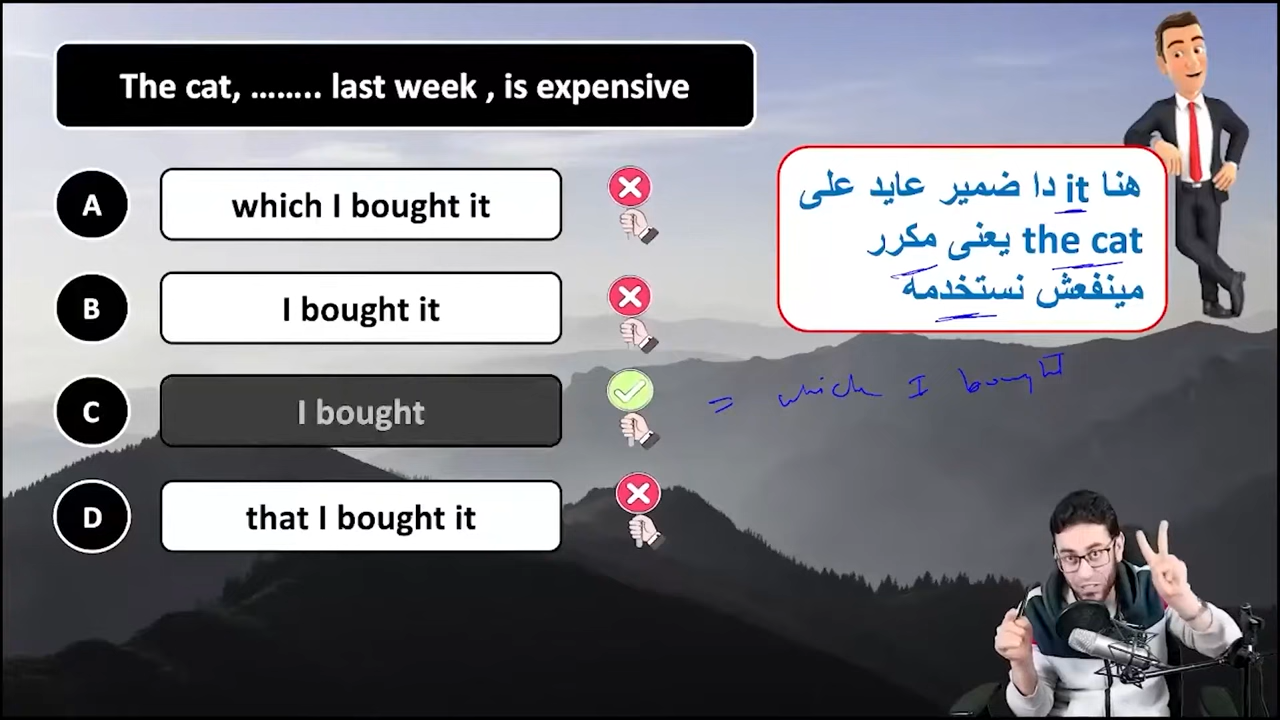 The cat, …….. last week , is expensive
A
which I bought it
B
I bought it
C
I bought
D
that I bought it
هنا it دا ضمير عايد على
the cat يعنى مكرر
مينفعش نستخدمه
= which I bought